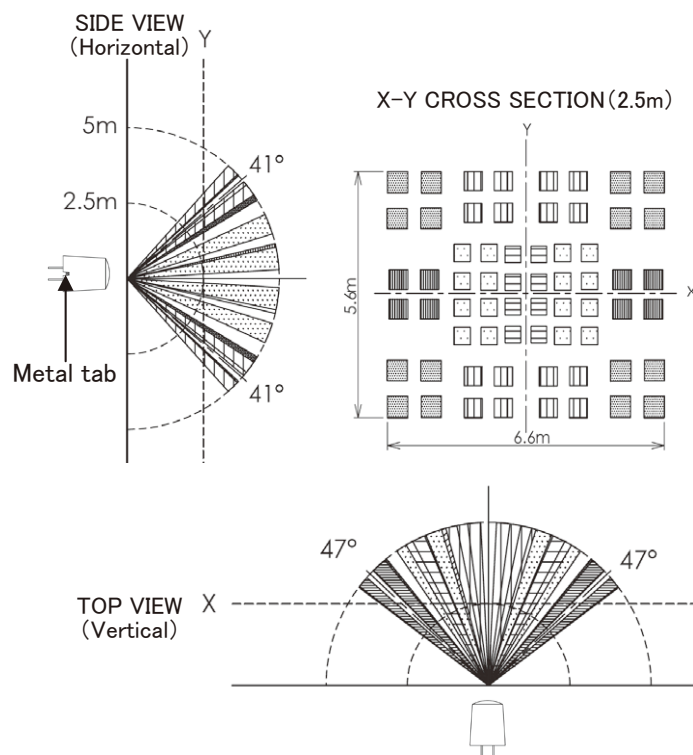 SIDE VIEW
(Horizontal)
Y
5m
2.5m
41°
41°
Metal tab
X-Y CROSS SECTION(2.5m)
Y
X
5.6m
6.6m
TOP VIEW
(Vertical)
X
47°
47°